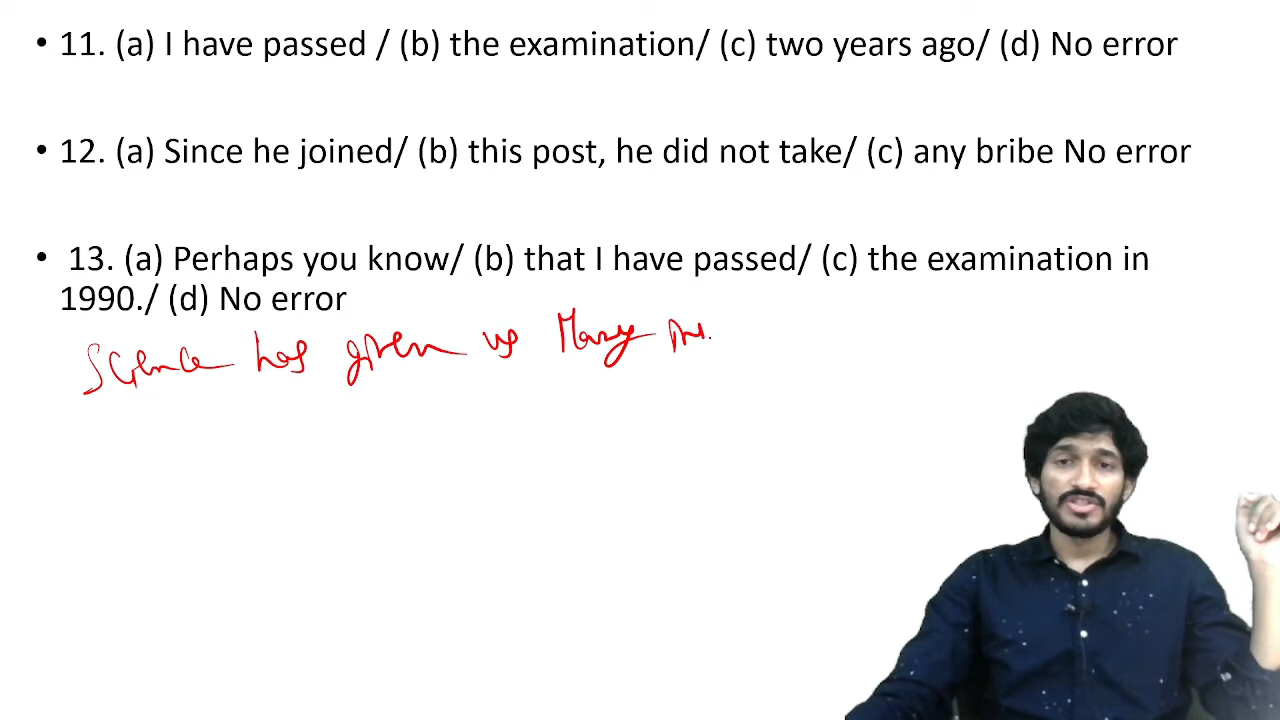 • 11. (a) I have passed / (b) the examination/ (c) two years ago/ (d) No error
• 12. (a) Since he joined/ (b) this post, he did not take/ (c) any bribe No error
• 13. (a) Perhaps you know/ (b) that I have passed/ (c) the examination in
1990./ (d) No error
Science has given us Many